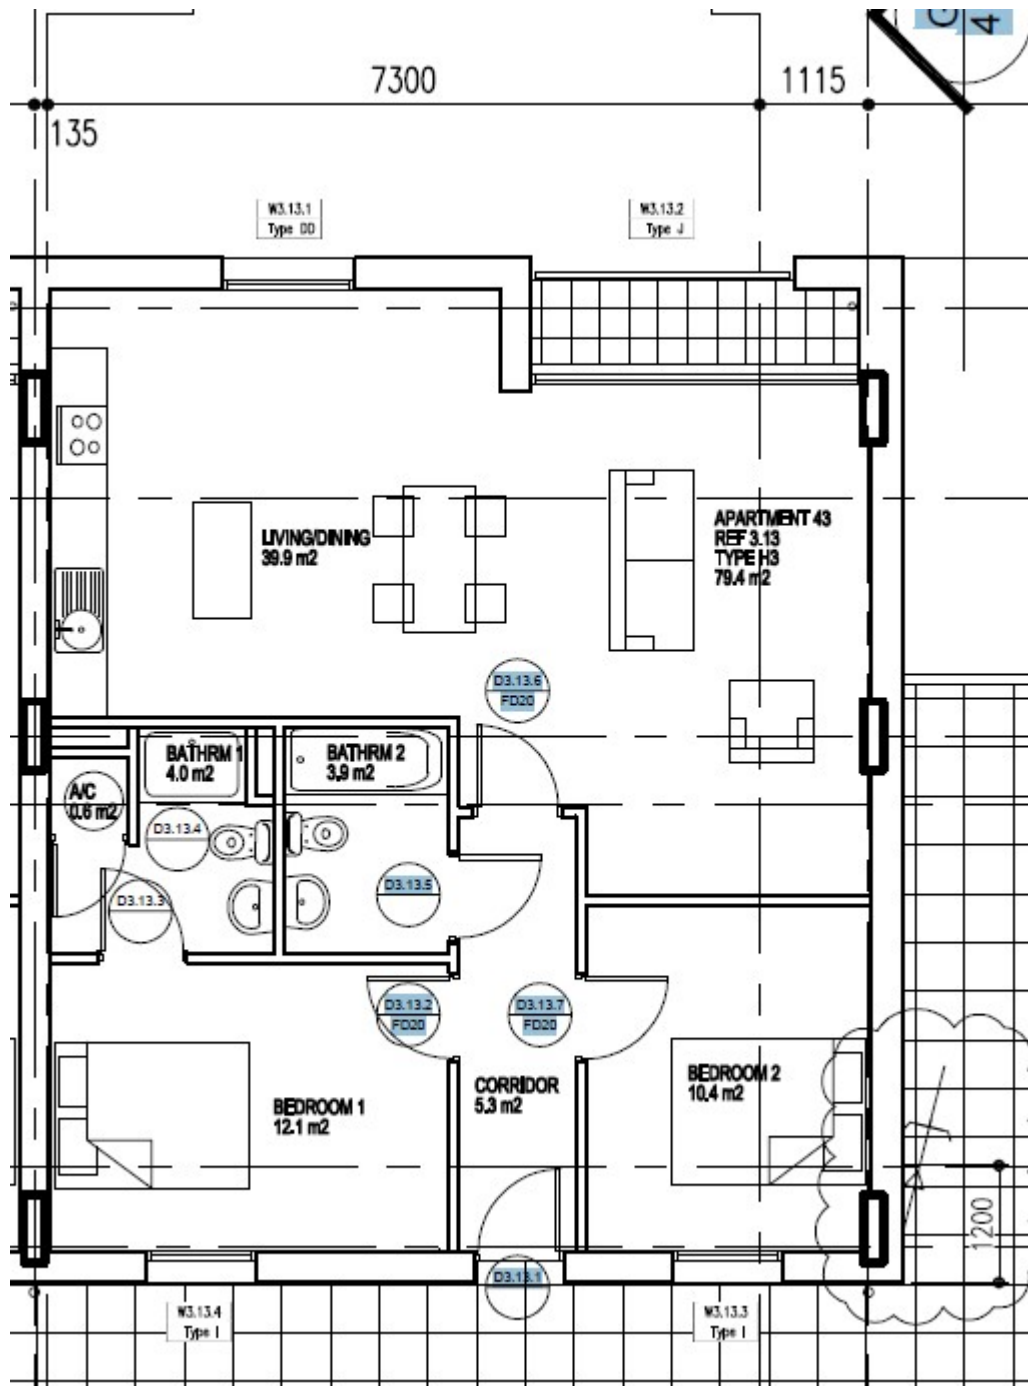 G
4
7300
1115
135
W3.13.1
Type DD
W3.13.2
Type J
LIVING/DINING
39.9 m2
APARTMENT 43
REF 3.13
TYPE H3
79.4 m2
D3.13.6
FD20
BATHRM 1
4.0 m2
BATHRM 2
3.9 m2
A/C
0.6 m2
D3.13.4
D3.13.5
D3.13.3
D3.13.2
FD20
D3.13.7
FD20
BEDROOM 1
12.1 m2
CORRIDOR
5.3 m2
BEDROOM 2
10.4 m2
1200
D3.13.1
W3.13.4
Type I
W3.13.3
Type I